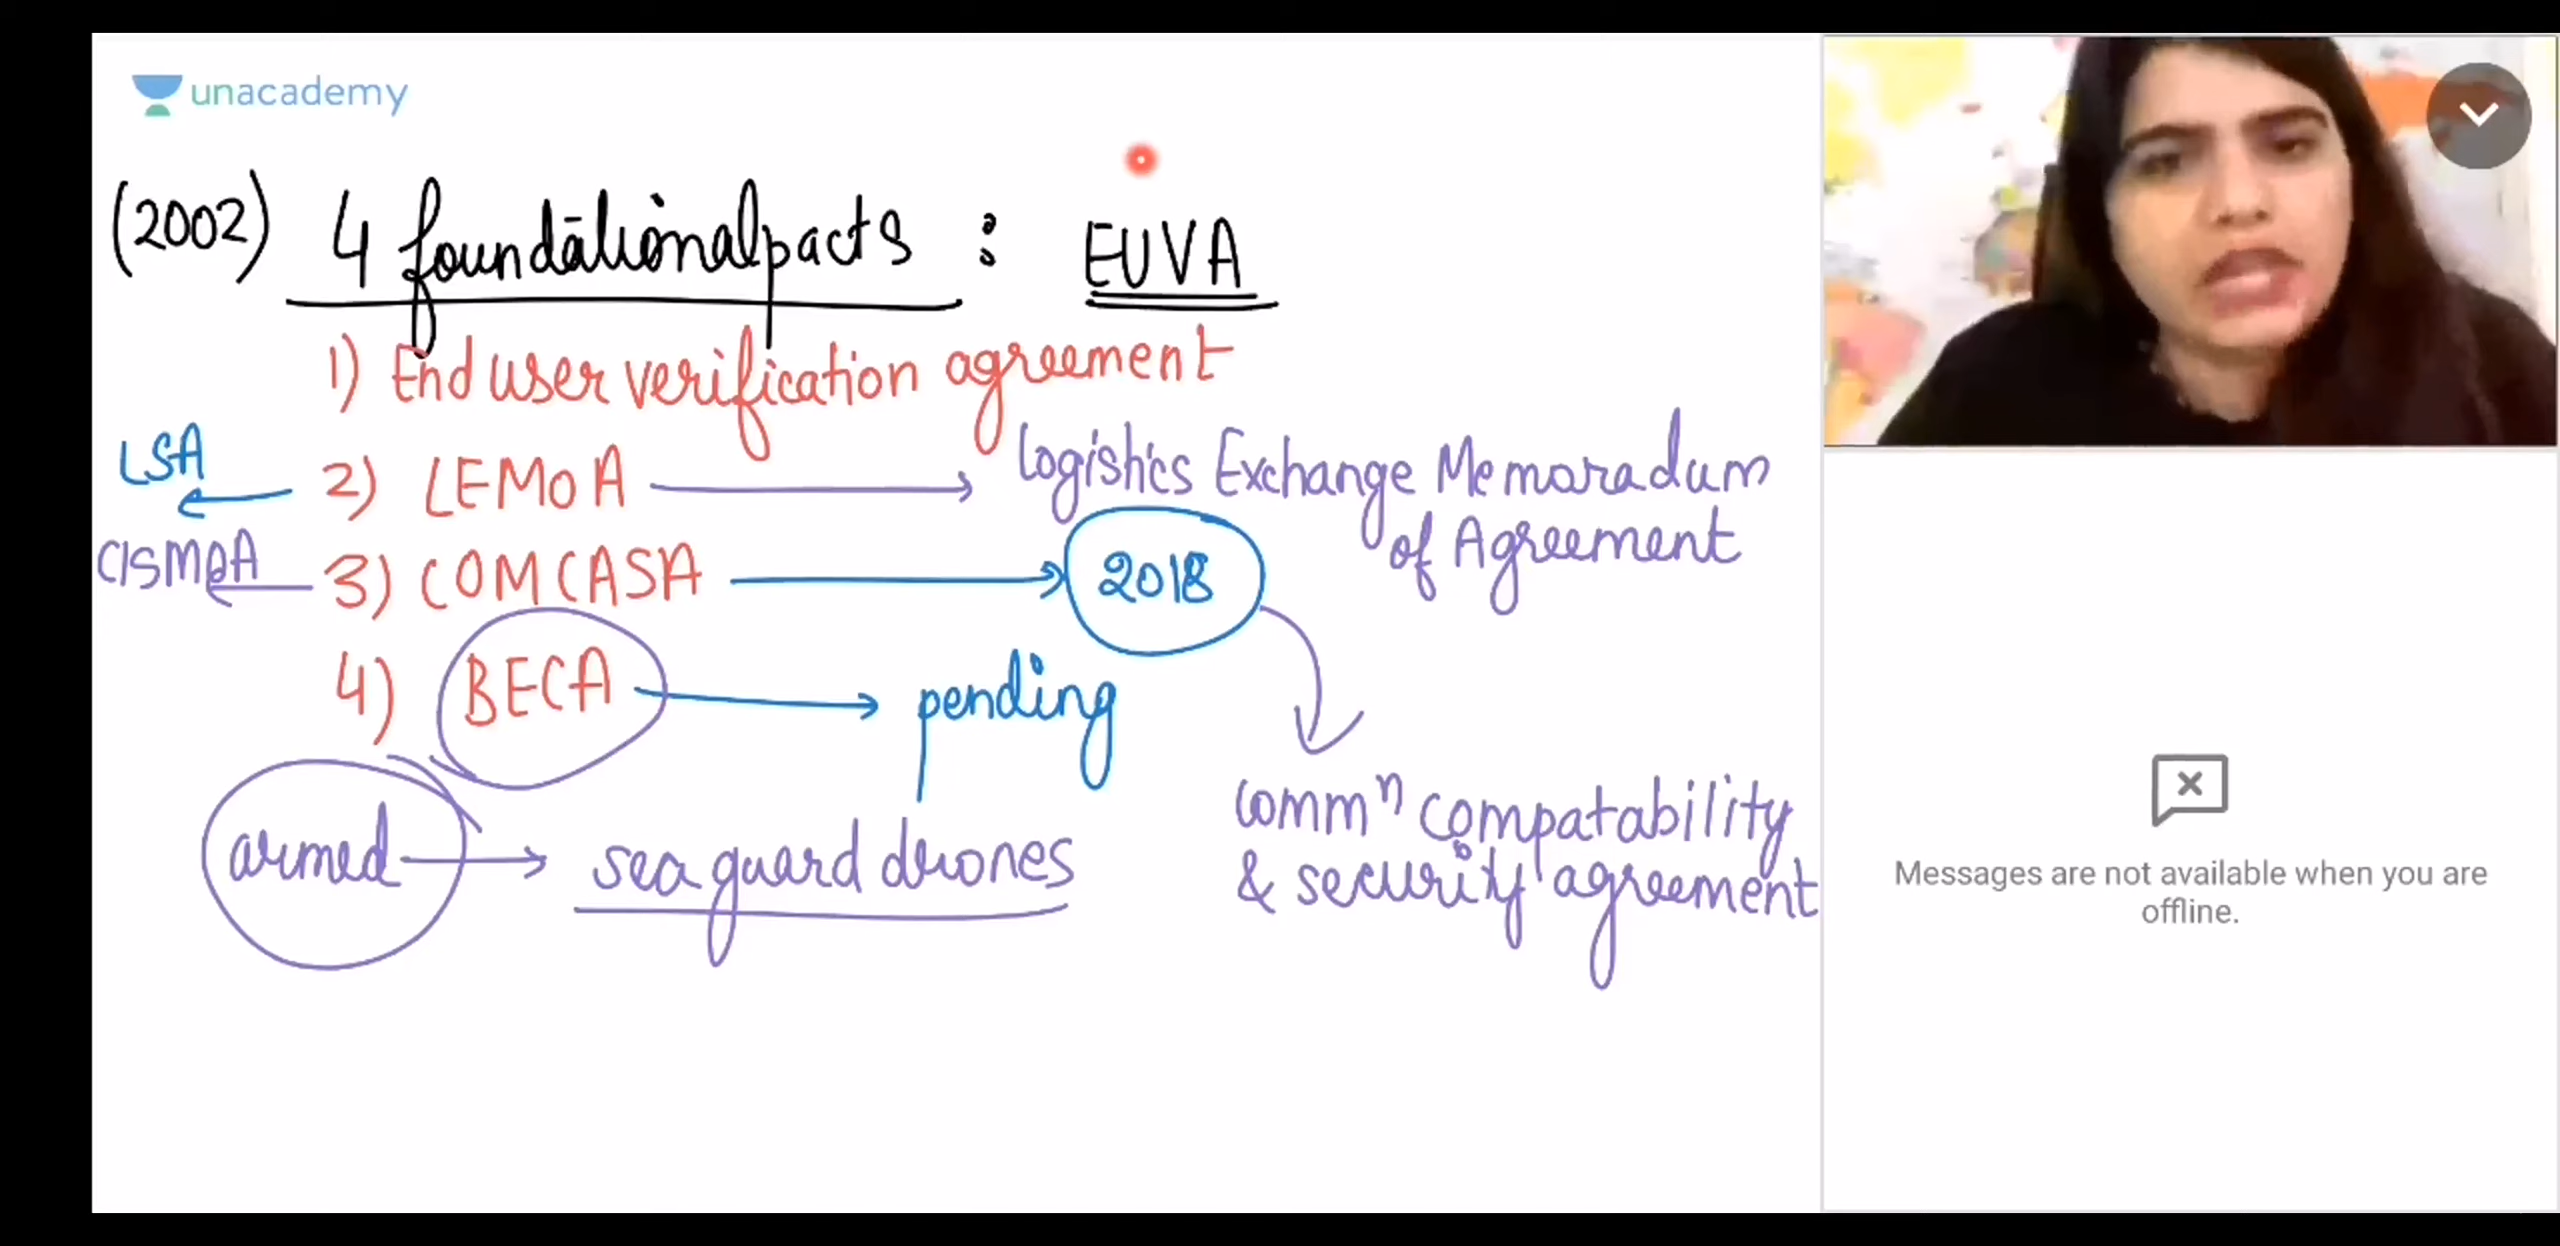 unacademy
(2002) 4 foundational pacts : EUVA
1) End user verification agreement
LSA ← 2) LEMOA → Logistics Exchange Memoradum
of Agreement
CISMOA ← 3) COMCASA → 2018
4) BECA → pending
commⁿ compatability
& security agreement
armed → sea guard drones
Messages are not available when you are
offline.